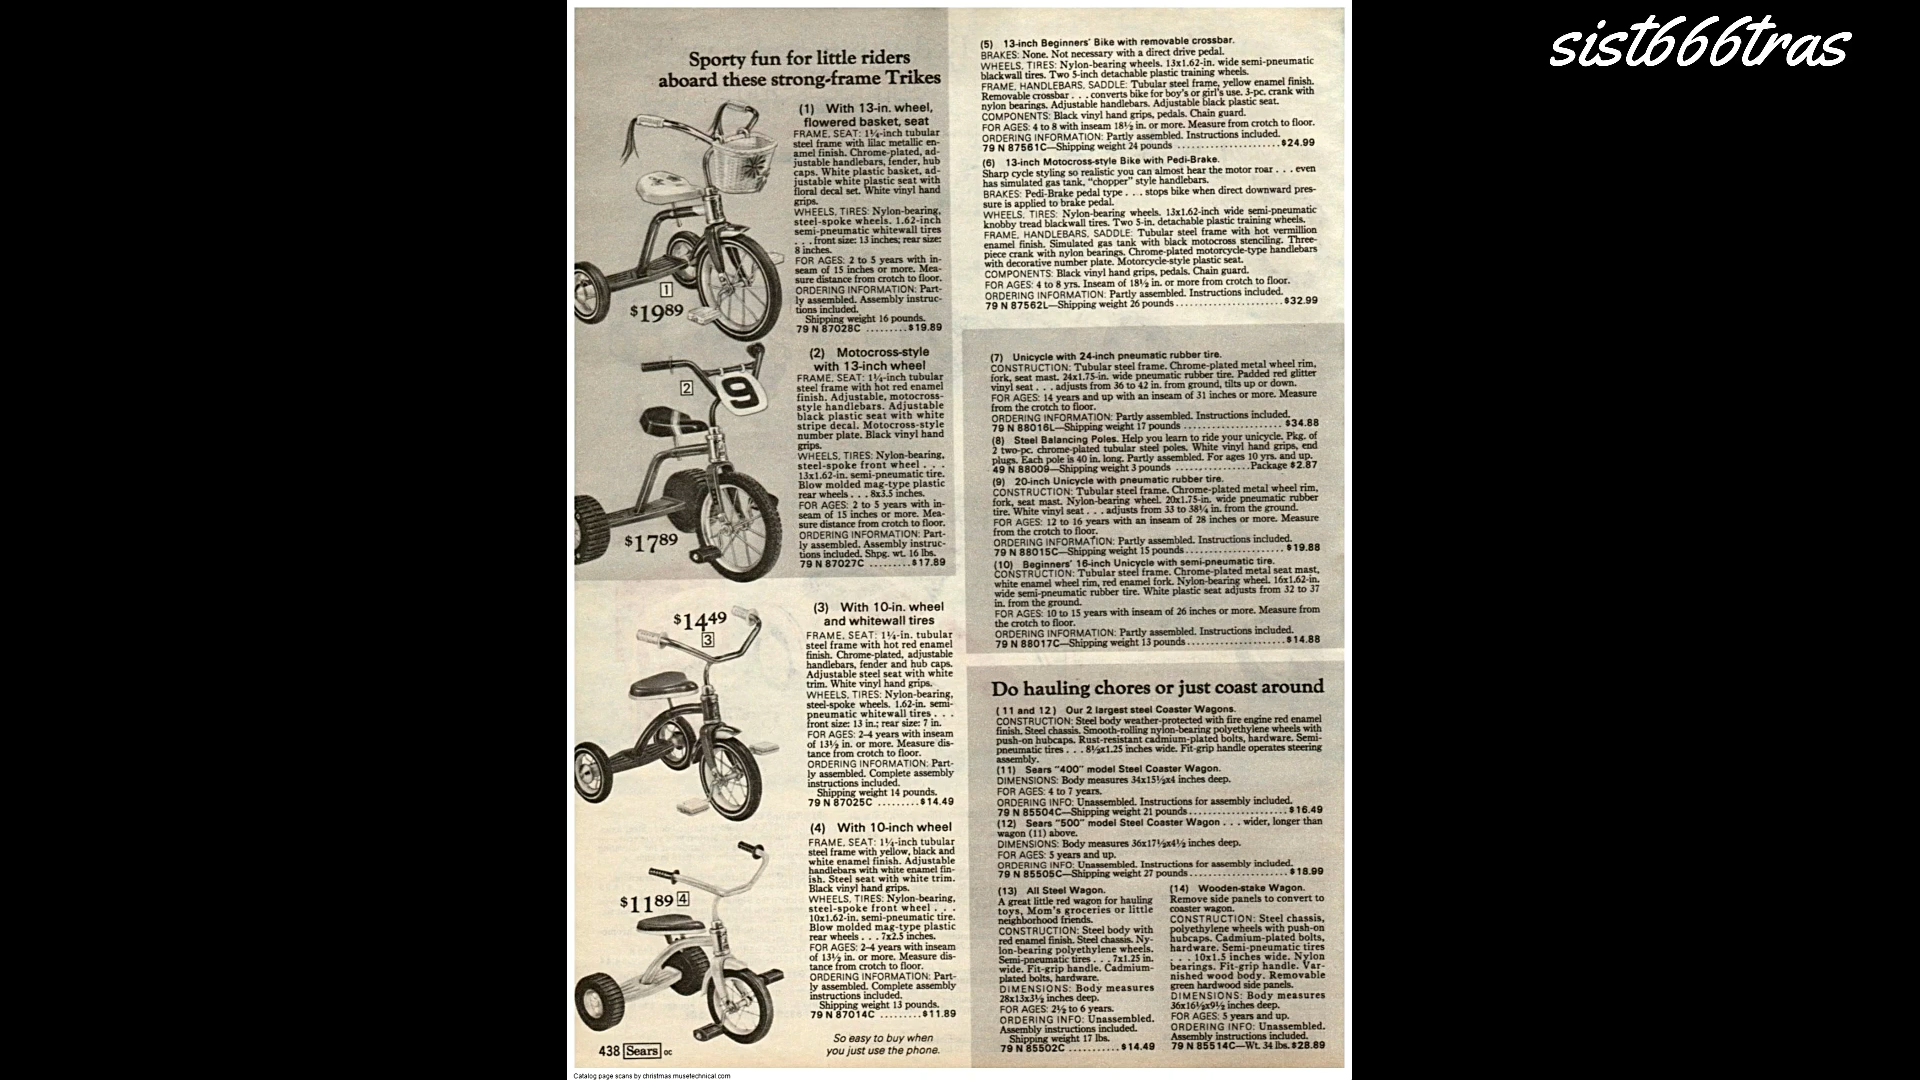 sist666tras
Sporty fun for little riders
aboard these strong-frame Trikes
(1) With 13-in. wheel,
flowered basket, seat
FRAME, SEAT: 1¼-inch tubular
steel frame with lilac metallic en-
amel finish. Chrome-plated, ad-
justable handlebars, fender, hub
caps. White plastic basket, ad-
justable white plastic seat with
floral decal set. White vinyl hand
grips.
WHEELS, TIRES: Nylon-bearing,
steel-spoke wheels. 1.62-inch
semi-pneumatic whitewall tires
. . . front size: 13 inches; rear size:
8 inches.
FOR AGES: 2 to 5 years with in-
seam of 15 inches or more. Mea-
sure distance from crotch to floor.
ORDERING INFORMATION: Part-
ly assembled. Assembly instruc-
tions included.
Shipping weight 16 pounds.
79 N 87028C .........$19.89
1
$1989
(2) Motocross-style
with 13-inch wheel
FRAME, SEAT: 1¼-inch tubular
steel frame with hot red enamel
finish. Adjustable, motocross-
style handlebars. Adjustable
black plastic seat with white
stripe decal. Motocross-style
number plate. Black vinyl hand
grips.
WHEELS, TIRES: Nylon-bearing,
steel-spoke front wheel . . .
13x1.62-in. semi-pneumatic tire.
Blow molded mag-type plastic
rear wheels . . . 8x3.5 inches.
FOR AGES: 2 to 5 years with in-
seam of 15 inches or more. Mea-
sure distance from crotch to floor.
ORDERING INFORMATION: Part-
ly assembled. Assembly instruc-
tions included. Shpg. wt. 16 lbs.
79 N 87027C .........$17.89
2
9
$1789
(3) With 10-in. wheel
and whitewall tires
FRAME, SEAT: 1¼-in. tubular
steel frame with hot red enamel
finish. Chrome-plated, adjustable
handlebars, fender and hub caps.
Adjustable steel seat with white
trim. White vinyl hand grips.
WHEELS, TIRES: Nylon-bearing,
steel-spoke wheels. 1.62-in. semi-
pneumatic whitewall tires . . .
front size: 13 in.; rear size: 7 in.
FOR AGES: 2-4 years with inseam
of 13½ in. or more. Measure dis-
tance from crotch to floor.
ORDERING INFORMATION: Part-
ly assembled. Complete assembly
instructions included.
Shipping weight 14 pounds.
79 N 87025C .........$14.49
$1449
3
(4) With 10-inch wheel
FRAME, SEAT: 1¼-inch tubular
steel frame with yellow, black and
white enamel finish. Adjustable
handlebars with white enamel fin-
ish. Steel seat with white trim.
Black vinyl hand grips.
WHEELS, TIRES: Nylon-bearing,
steel-spoke front wheel . . .
10x1.62-in. semi-pneumatic tire.
Blow molded mag-type plastic
rear wheels . . . 7x2.5 inches.
FOR AGES: 2-4 years with inseam
of 13½ in. or more. Measure dis-
tance from crotch to floor.
ORDERING INFORMATION: Part-
ly assembled. Complete assembly
instructions included.
Shipping weight 13 pounds.
79 N 87014C .........$11.89
$1189 4
So easy to buy when
you just use the phone.
438 Sears OC
(5) 13-inch Beginners' Bike with removable crossbar.
BRAKES: None. Not necessary with a direct drive pedal.
WHEELS, TIRES: Nylon-bearing wheels. 13x1.62-in. wide semi-pneumatic
blackwall tires. Two 5-inch detachable plastic training wheels.
FRAME, HANDLEBARS, SADDLE: Tubular steel frame, yellow enamel finish.
Removable crossbar . . . converts bike for boy's or girl's use. 3-pc. crank with
nylon bearings. Adjustable handlebars. Adjustable black plastic seat.
COMPONENTS: Black vinyl hand grips, pedals. Chain guard.
FOR AGES: 4 to 8 with inseam 18½ in. or more. Measure from crotch to floor.
ORDERING INFORMATION: Partly assembled. Instructions included.
79 N 87561C—Shipping weight 24 pounds ........................$24.99
(6) 13-inch Motocross-style Bike with Pedi-Brake.
Sharp cycle styling so realistic you can almost hear the motor roar . . . even
has simulated gas tank, "chopper" style handlebars.
BRAKES: Pedi-Brake pedal type . . . stops bike when direct downward pres-
sure is applied to brake pedal.
WHEELS, TIRES: Nylon-bearing wheels. 13x1.62-inch wide semi-pneumatic
knobby tread blackwall tires. Two 5-in. detachable plastic training wheels.
FRAME, HANDLEBARS, SADDLE: Tubular steel frame with hot vermillion
enamel finish. Simulated gas tank with black motocross stenciling. Three-
piece crank with nylon bearings. Chrome-plated motorcycle-type handlebars
with decorative number plate. Motorcycle-style plastic seat.
COMPONENTS: Black vinyl hand grips, pedals. Chain guard.
FOR AGES: 4 to 8 yrs. Inseam of 18½ in. or more from crotch to floor.
ORDERING INFORMATION: Partly assembled. Instructions included.
79 N 87562L—Shipping weight 26 pounds ........................$32.99
(7) Unicycle with 24-inch pneumatic rubber tire.
CONSTRUCTION: Tubular steel frame. Chrome-plated metal wheel rim,
fork, seat mast. 24x1.75-in. wide pneumatic rubber tire. Padded red glitter
vinyl seat . . . adjusts from 36 to 42 in. from ground, tilts up or down.
FOR AGES: 14 years and up with an inseam of 31 inches or more. Measure
from the crotch to floor.
ORDERING INFORMATION: Partly assembled. Instructions included.
79 N 88016L—Shipping weight 17 pounds ......................$34.88
(8) Steel Balancing Poles. Help you learn to ride your unicycle. Pkg. of
2 two-pc. chrome-plated tubular steel poles. White vinyl hand grips, end
plugs. Each pole is 40 in. long. Partly assembled. For ages 10 yrs. and up.
49 N 88009—Shipping weight 3 pounds ................Package $2.87
(9) 20-inch Unicycle with pneumatic rubber tire.
CONSTRUCTION: Tubular steel frame. Chrome-plated metal wheel rim,
fork, seat mast. Nylon-bearing wheel. 20x1.75-in. wide pneumatic rubber
tire. White vinyl seat . . . adjusts from 33 to 38¼ in. from the ground.
FOR AGES: 12 to 16 years with an inseam of 28 inches or more. Measure
from the crotch to floor.
ORDERING INFORMATION: Partly assembled. Instructions included.
79 N 88015C—Shipping weight 15 pounds......................$19.88
(10) Beginners' 16-inch Unicycle with semi-pneumatic tire.
CONSTRUCTION: Tubular steel frame. Chrome-plated metal seat mast,
white enamel wheel rim, red enamel fork. Nylon-bearing wheel. 16x1.62-in.
wide semi-pneumatic rubber tire. White plastic seat adjusts from 32 to 37
in. from the ground.
FOR AGES: 10 to 15 years with inseam of 26 inches or more. Measure from
the crotch to floor.
ORDERING INFORMATION: Partly assembled. Instructions included.
79 N 88017C—Shipping weight 13 pounds......................$14.88
Do hauling chores or just coast around
(11 and 12) Our 2 largest steel Coaster Wagons.
CONSTRUCTION: Steel body weather-protected with fire engine red enamel
finish. Steel chassis. Smooth-rolling nylon-bearing polyethylene wheels with
push-on hubcaps. Rust-resistant cadmium-plated bolts, hardware. Semi-
pneumatic tires . . . 8½x1.25 inches wide. Fit-grip handle operates steering
assembly.
(11) Sears "400" model Steel Coaster Wagon.
DIMENSIONS: Body measures 34x15½x4 inches deep.
FOR AGES: 4 to 7 years.
ORDERING INFO: Unassembled. Instructions for assembly included.
79 N 85504C—Shipping weight 21 pounds......................$16.49
(12) Sears "500" model Steel Coaster Wagon . . . wider, longer than
wagon (11) above.
DIMENSIONS: Body measures 36x17½x4½ inches deep.
FOR AGES: 5 years and up.
ORDERING INFO: Unassembled. Instructions for assembly included.
79 N 85505C—Shipping weight 27 pounds......................$18.99
(13) All Steel Wagon.
A great little red wagon for hauling
toys, Mom's groceries or little
neighborhood friends.
CONSTRUCTION: Steel body with
red enamel finish. Steel chassis. Ny-
lon-bearing polyethylene wheels.
Semi-pneumatic tires . . . 7x1.25 in.
wide. Fit-grip handle. Cadmium-
plated bolts, hardware.
DIMENSIONS: Body measures
28x13x3½ inches deep.
FOR AGES: 2½ to 6 years.
ORDERING INFO: Unassembled.
Assembly instructions included.
Shipping weight 17 lbs.
79 N 85502C ...........$14.49
(14) Wooden-stake Wagon.
Remove side panels to convert to
coaster wagon.
CONSTRUCTION: Steel chassis,
polyethylene wheels with push-on
hubcaps. Cadmium-plated bolts,
hardware. Semi-pneumatic tires
. . . 10x1.5 inches wide. Nylon
bearings. Fit-grip handle. Var-
nished wood body. Removable
green hardwood side panels.
DIMENSIONS: Body measures
36x16½x9½ inches deep.
FOR AGES: 5 years and up.
ORDERING INFO: Unassembled.
Assembly instructions included.
79 N 85514C—Wt. 34 lbs. $28.89
Catalog page scans by christmas.musetechnical.com